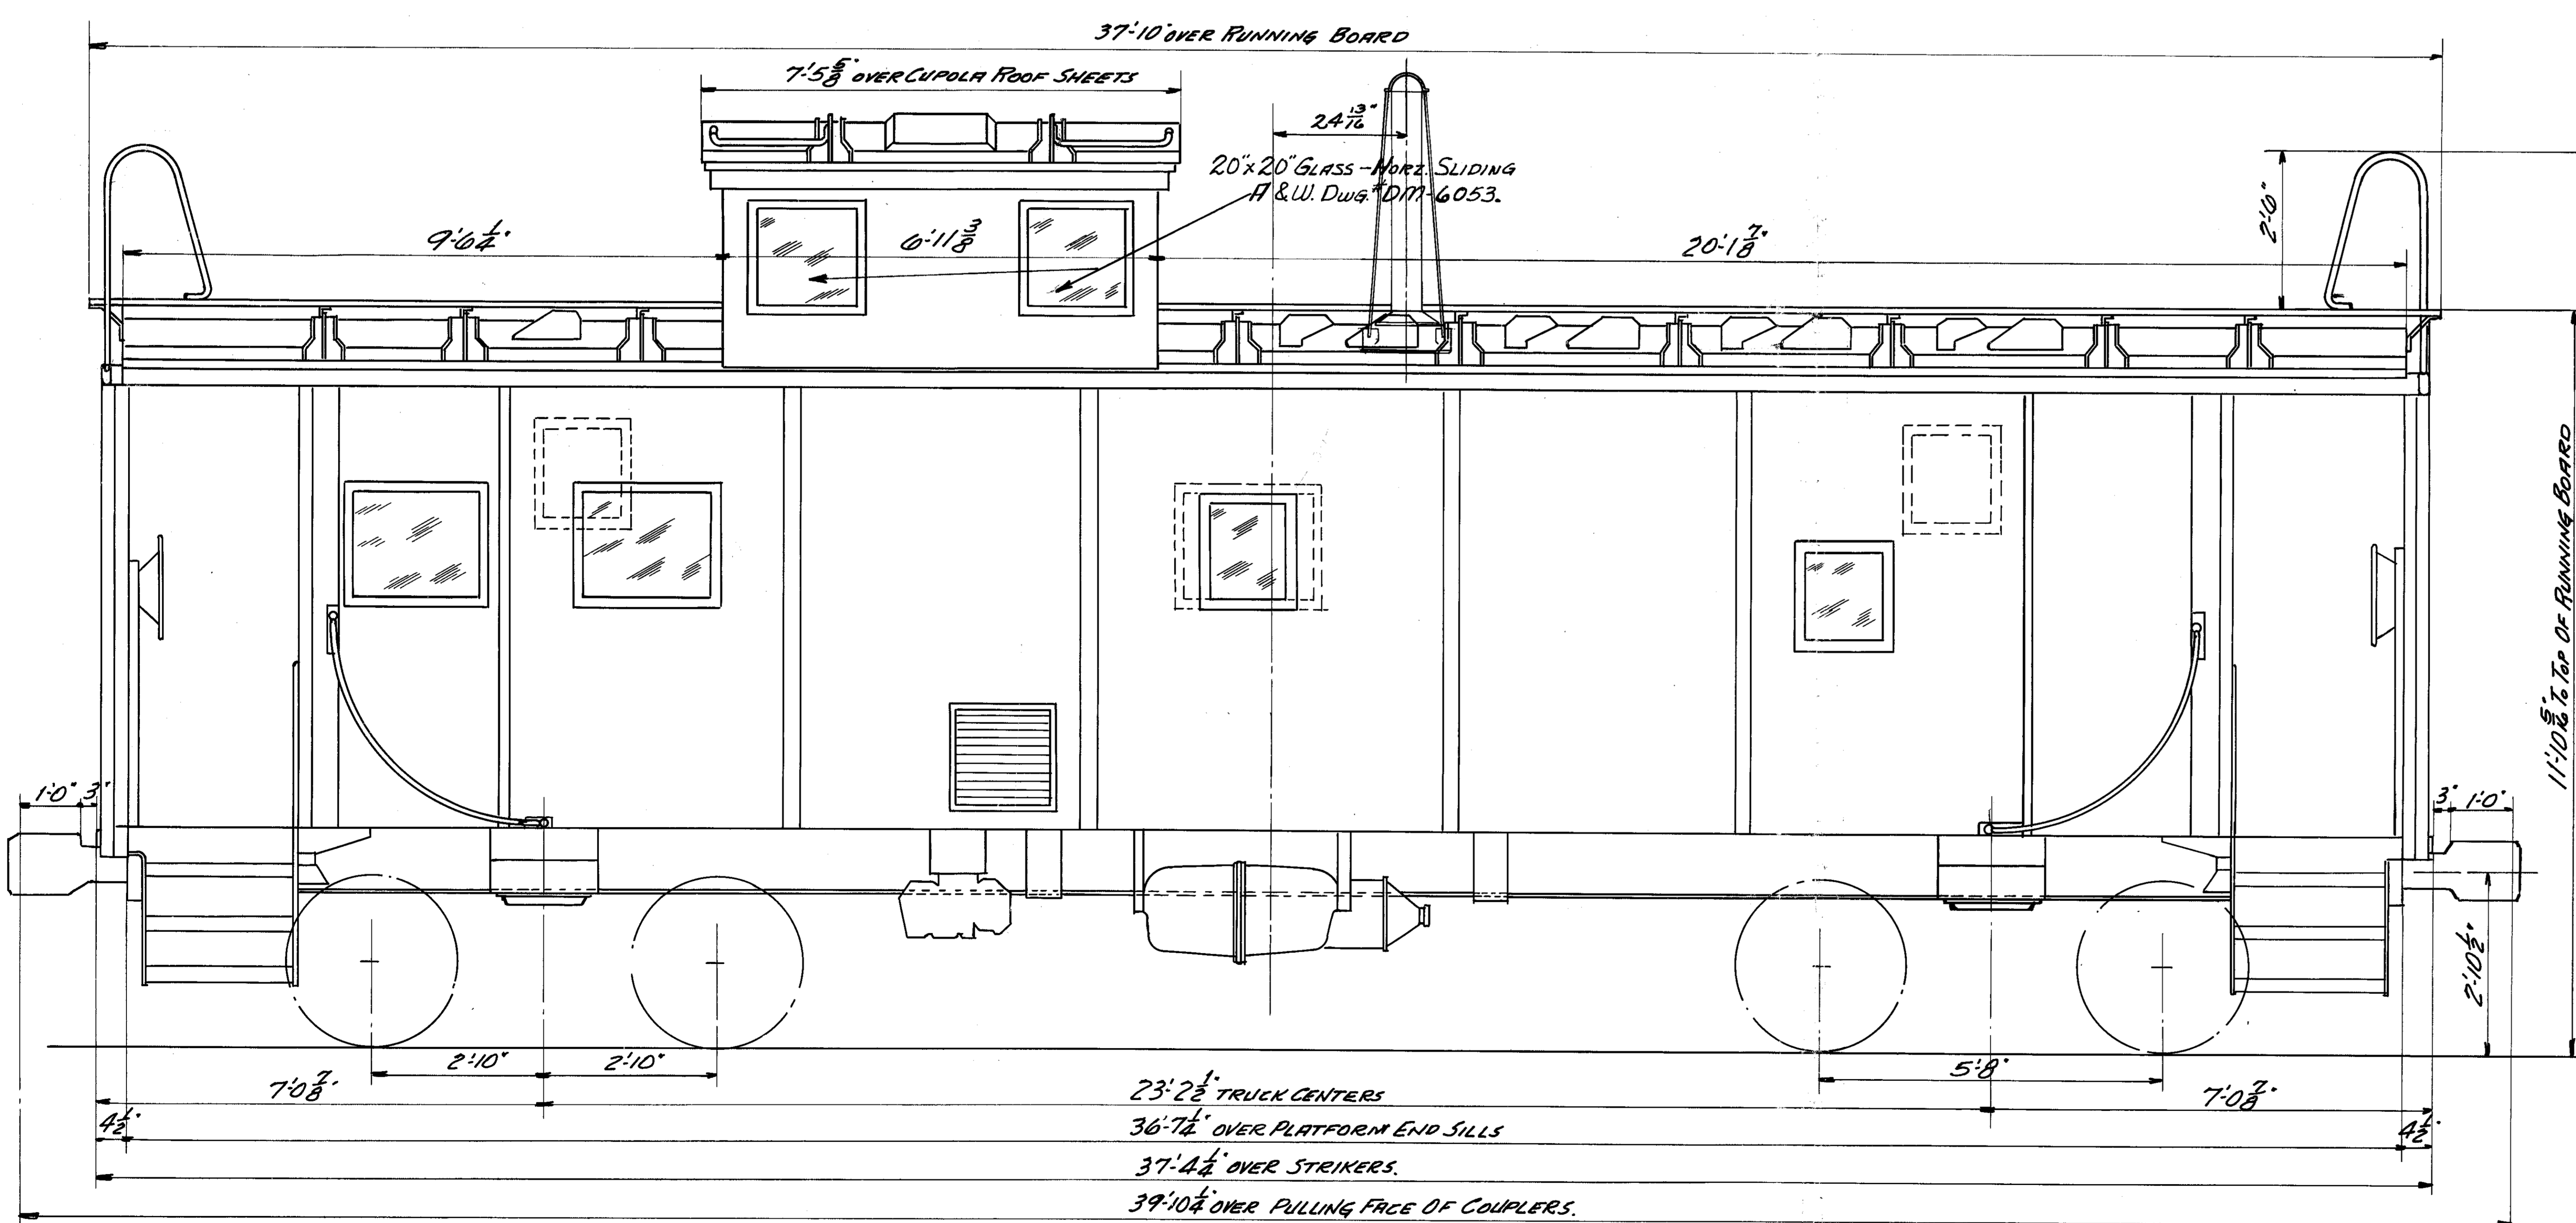 37'-10" OVER RUNNING BOARD
7'-5 5/8" OVER CUPOLA ROOF SHEETS
24 13/16"
20"x20" GLASS-HORZ. SLIDING
A & W. DWG. #DM-6053.
2'-6"
9'-6 1/4"
6'-11 3/8
20'-1 7/8"
11'-10 5/16" TO TOP OF RUNNING BOARD
1'-0" 3"
3" 1'-0"
2'-10 1/2"
2'-10"
2'-10"
5'-8"
7'-0 7/8"
23'-2 1/2" TRUCK CENTERS
7'-0 7/8"
4 1/2"
36'-7 1/4" OVER PLATFORM END SILLS
4 1/2"
37'-4 1/4" OVER STRIKERS.
39'-10 1/4" OVER PULLING FACE OF COUPLERS.